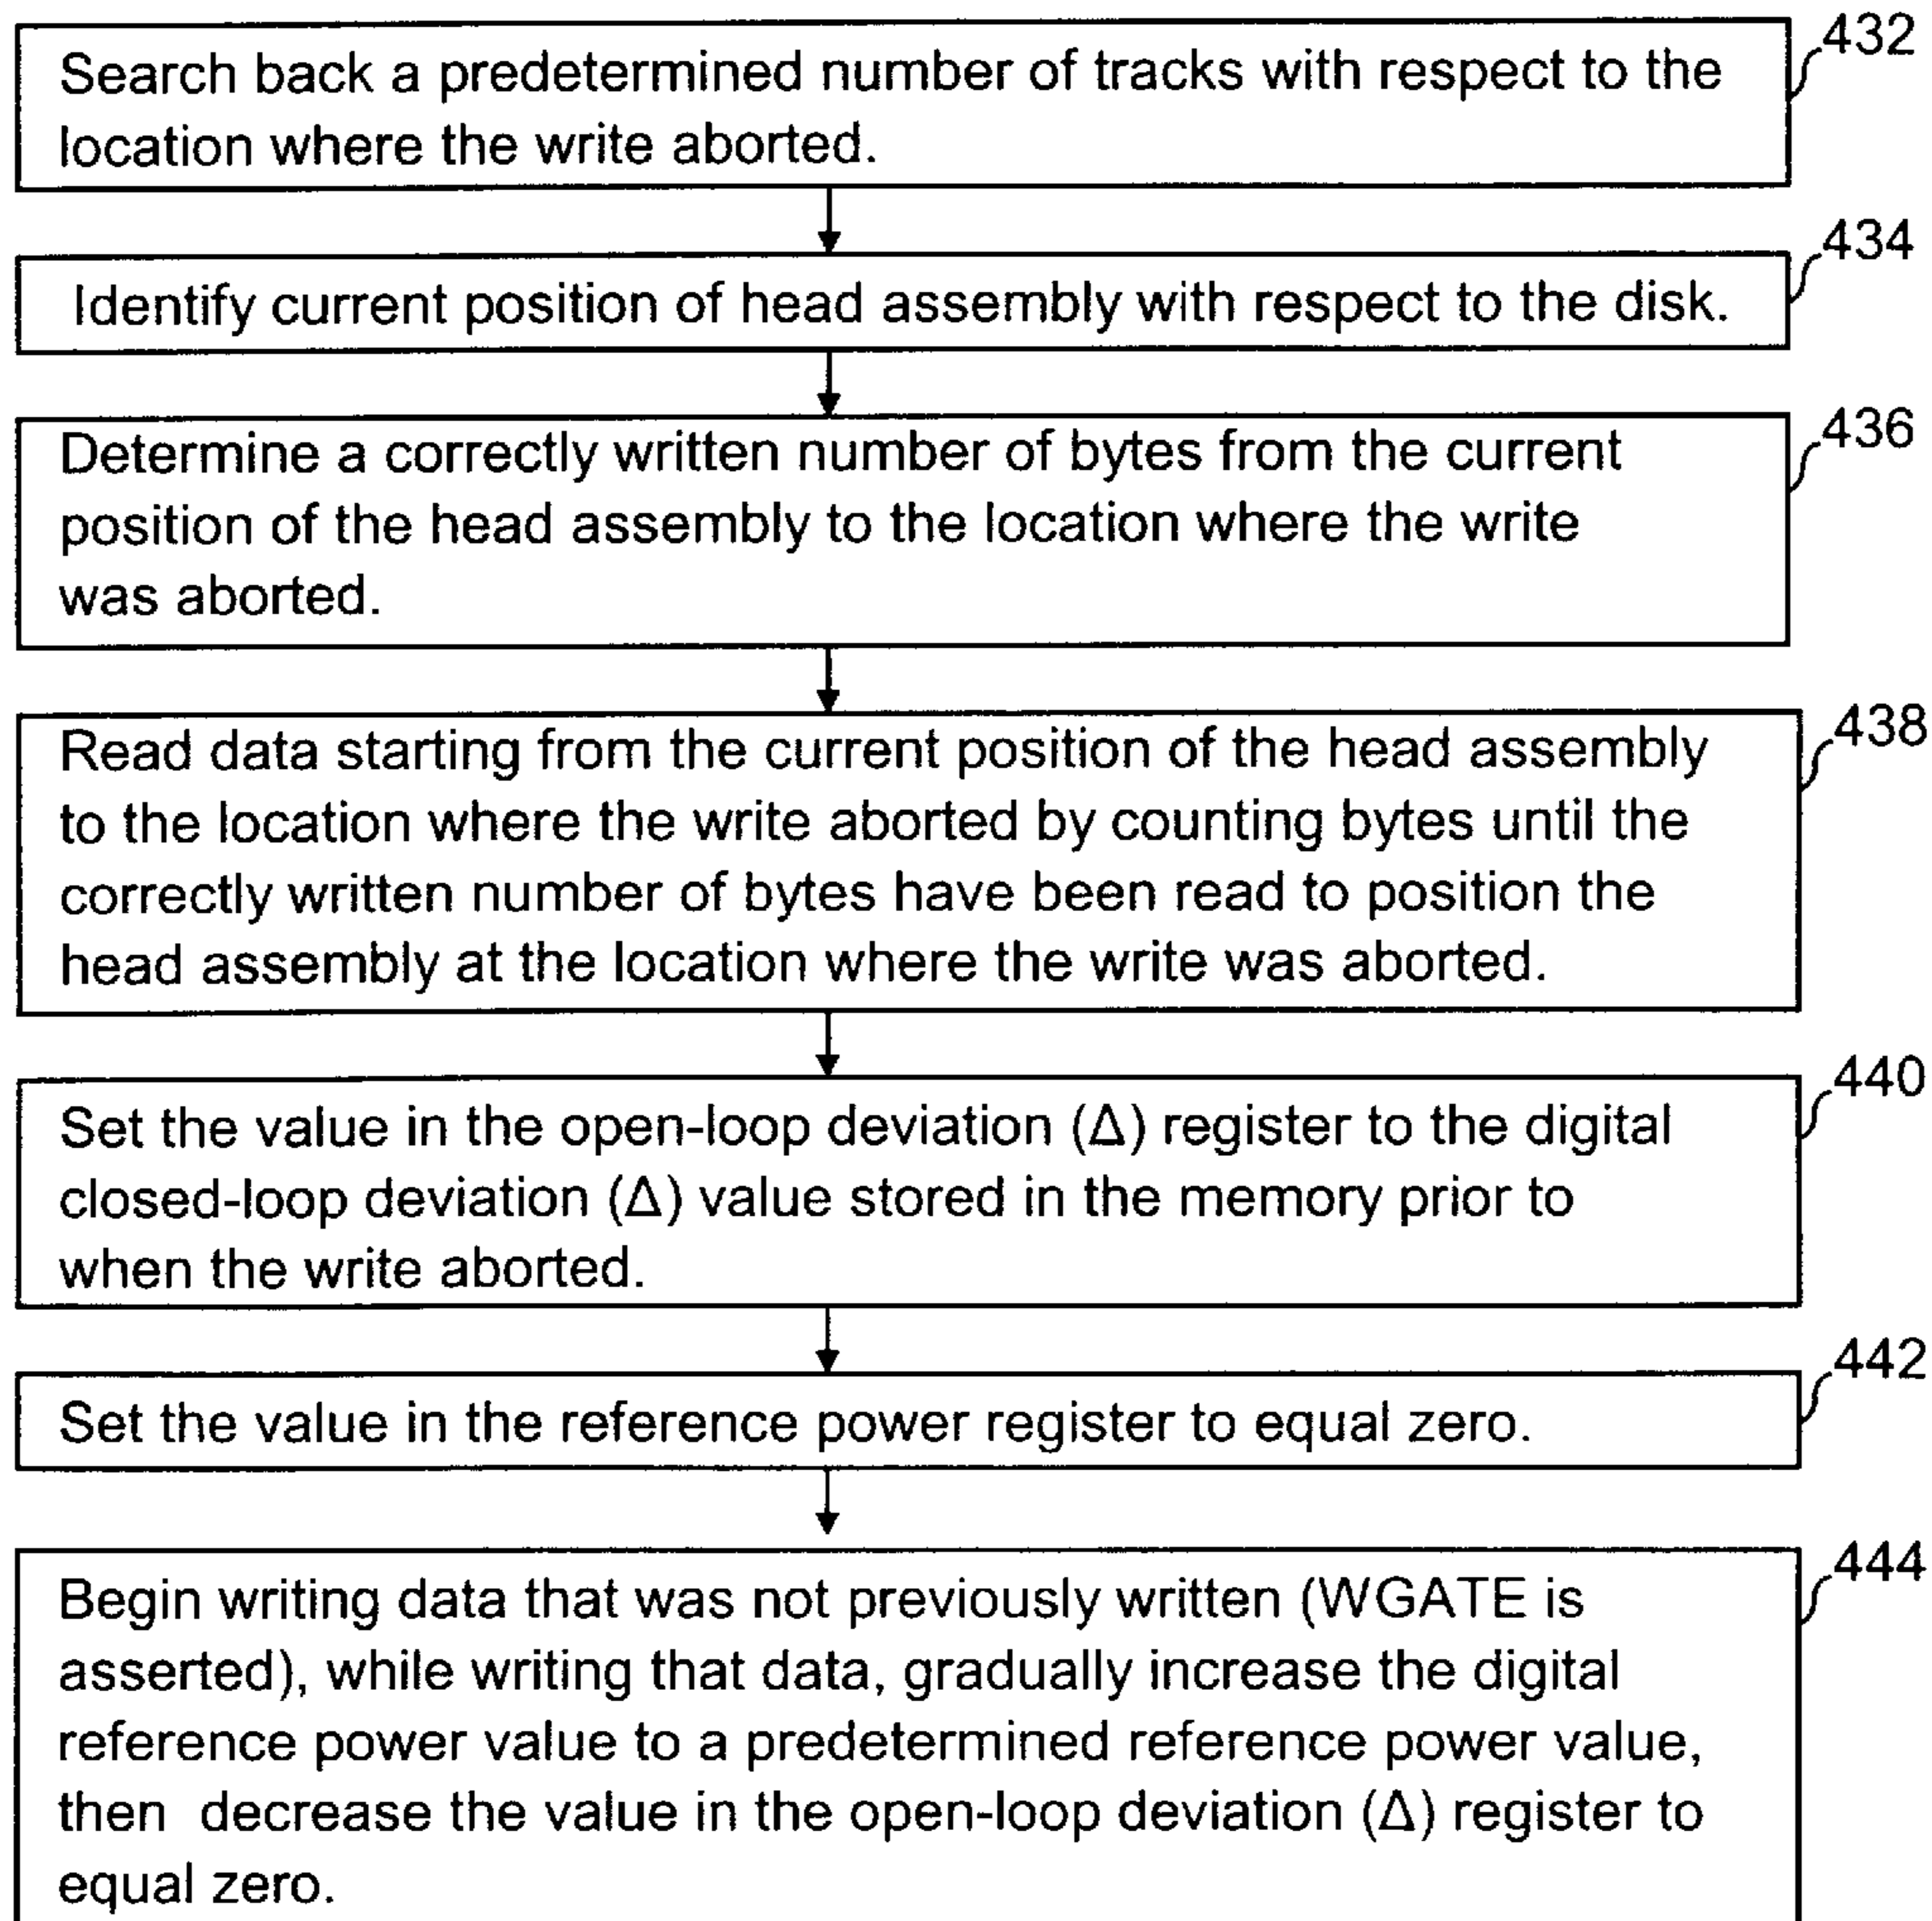 432
Search back a predetermined number of tracks with respect to the
location where the write aborted.
434
Identify current position of head assembly with respect to the disk.
436
Determine a correctly written number of bytes from the current
position of the head assembly to the location where the write
was aborted.
438
Read data starting from the current position of the head assembly
to the location where the write aborted by counting bytes until the
correctly written number of bytes have been read to position the
head assembly at the location where the write was aborted.
440
Set the value in the open-loop deviation (Δ) register to the digital
closed-loop deviation (Δ) value stored in the memory prior to
when the write aborted.
442
Set the value in the reference power register to equal zero.
444
Begin writing data that was not previously written (WGATE is
asserted), while writing that data, gradually increase the digital
reference power value to a predetermined reference power value,
then  decrease the value in the open-loop deviation (Δ) register to
equal zero.